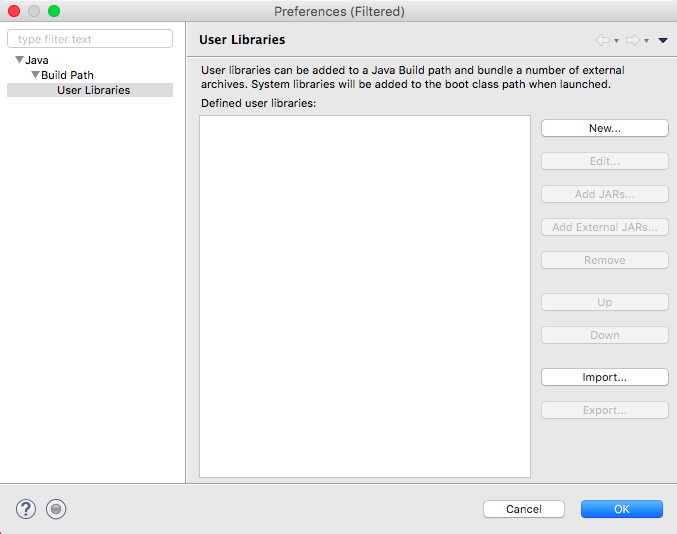 Preferences (Filtered)
type filter text
Java
Build Path
User Libraries
User Libraries
User libraries can be added to a Java Build path and bundle a number of external
archives. System libraries will be added to the boot class path when launched.
Defined user libraries:
New...
Edit...
Add JARs...
Add External JARs...
Remove
Up
Down
Import...
Export...
?
Cancel
OK